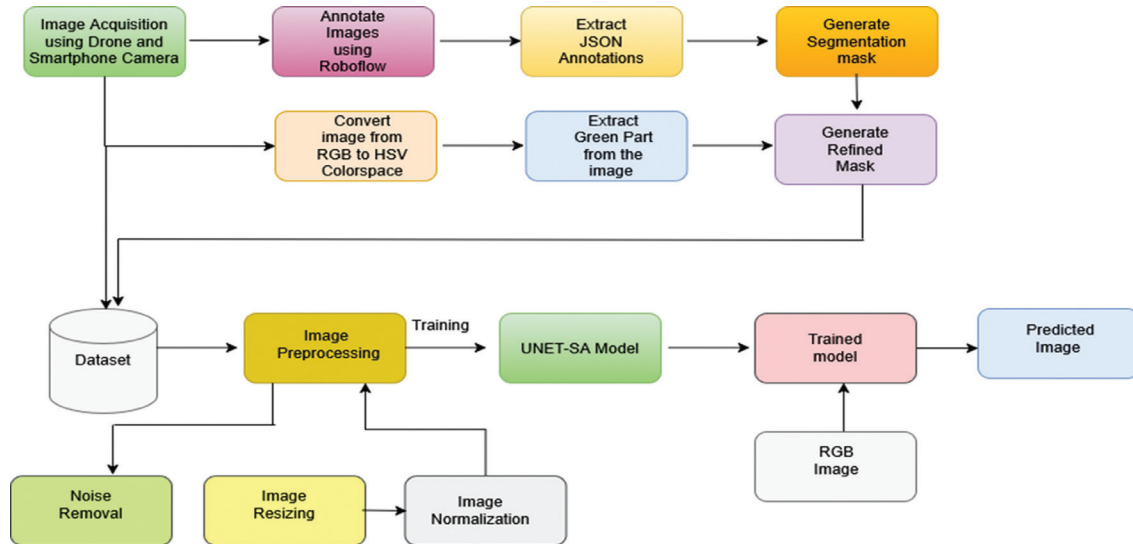 Image Acquisition
using Drone and
Smartphone Camera
Annotate
Images
using
Roboflow
Extract
JSON
Annotations
Generate
Segmentation
mask
Convert
image from
RGB to HSV
Colorspace
Extract
Green Part
from the
image
Generate
Refined
Mask
Dataset
Image
Preprocessing
Training
UNET-SA Model
Trained
model
Predicted
Image
Noise
Removal
Image
Resizing
Image
Normalization
RGB
Image